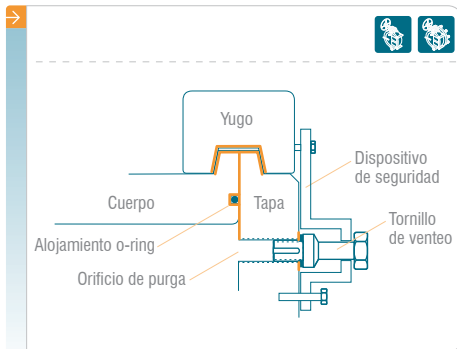 Yugo
Dispositivo
de seguridad
Cuerpo
Tapa
Tornillo
de venteo
Alojamiento o-ring
Orificio de purga